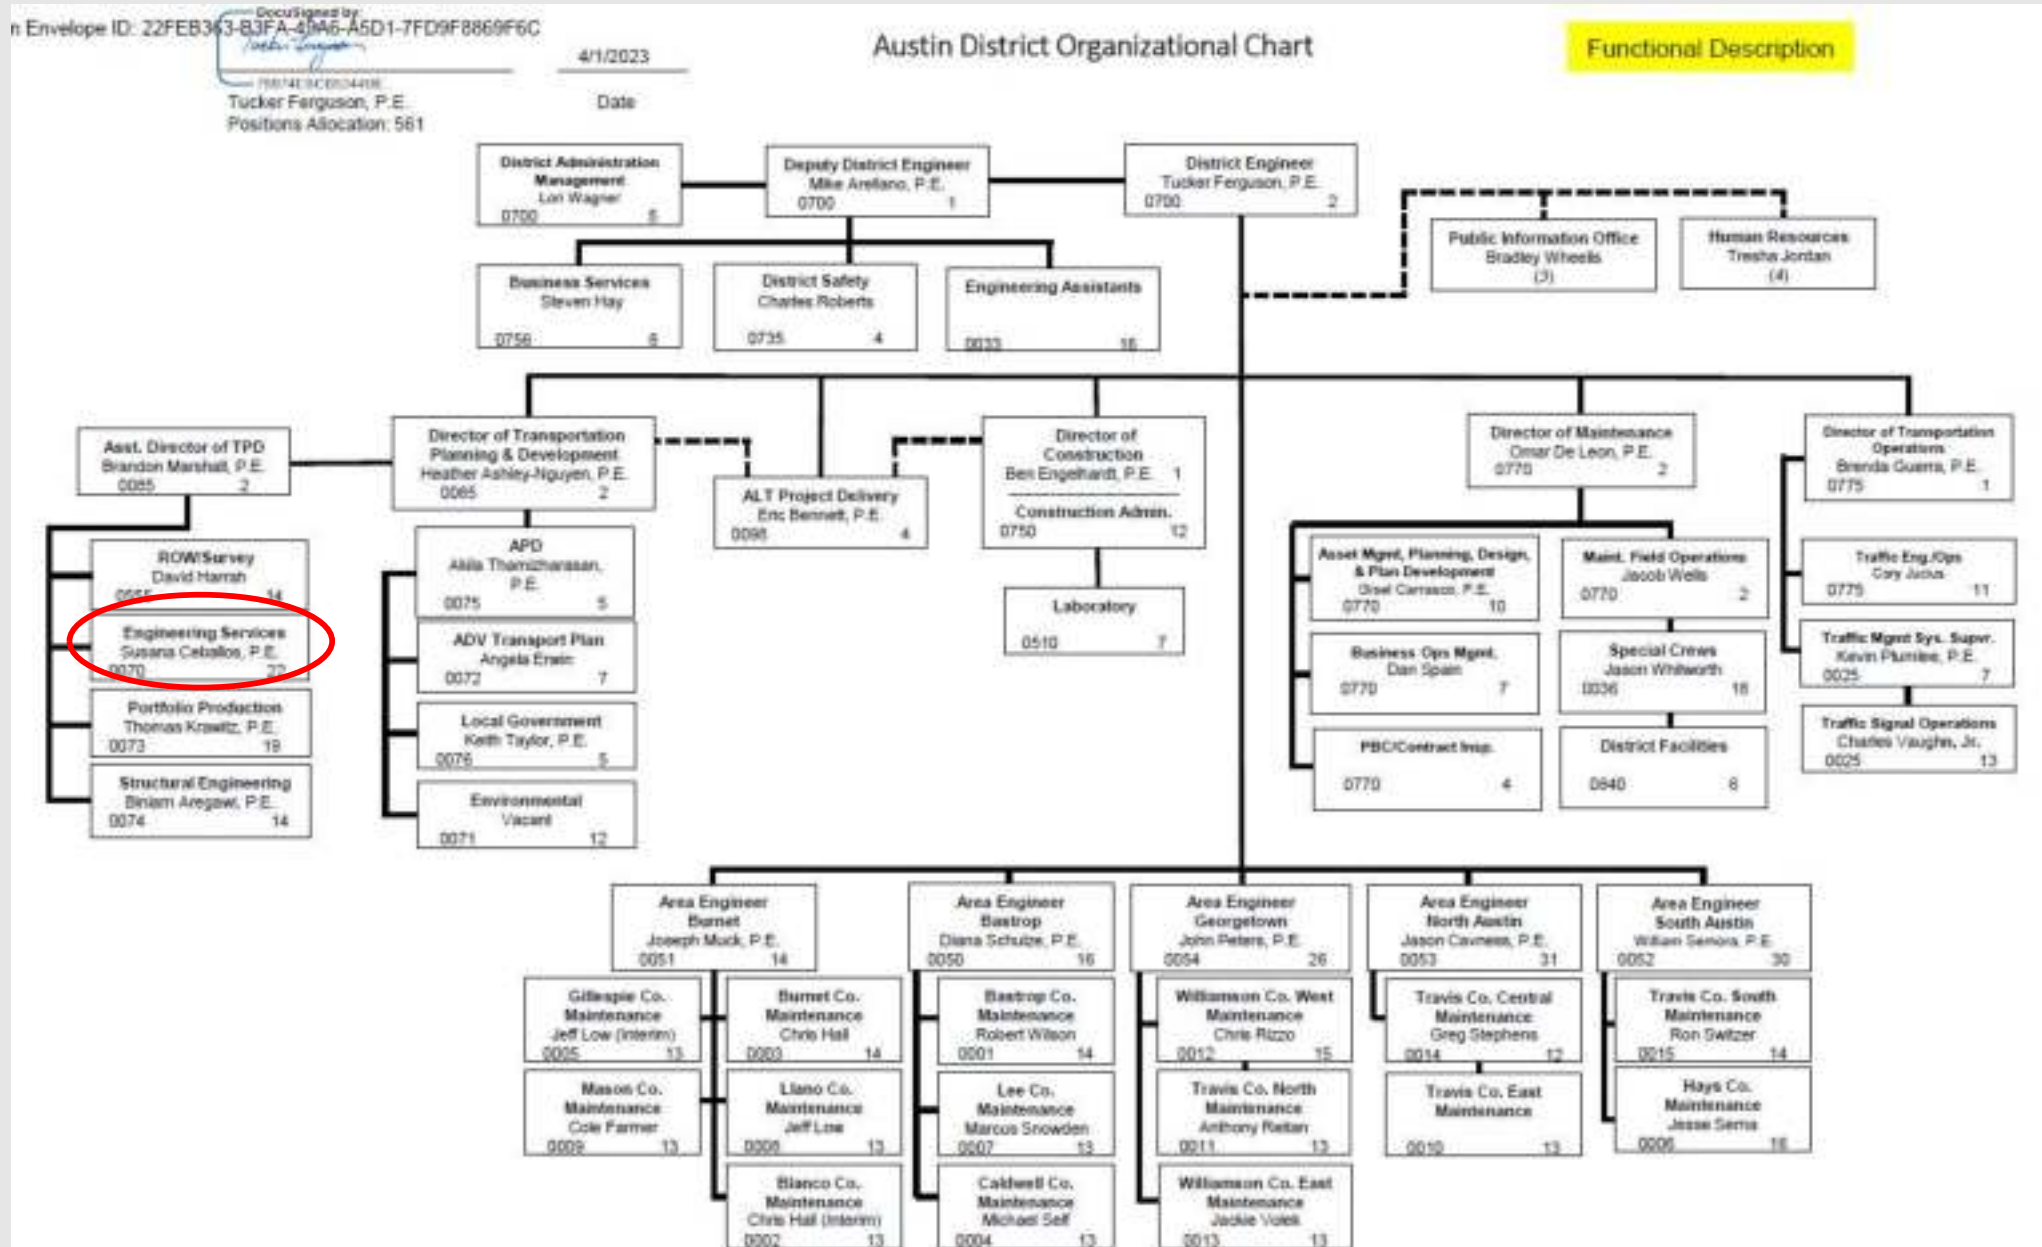 n Envelope ID: 22FEB363-B3FA-49A6-A5D1-7FD9F8869F6C
DocuSigned by:
4/1/2023
Tucker Ferguson, P.E.
Date
Positions Allocation: 561
Austin District Organizational Chart
Functional Description
District Administration
Management
Lori Wagner
0700 5
Deputy District Engineer
Mike Arellano, P.E.
0700 1
District Engineer
Tucker Ferguson, P.E.
0700 2
Public Information Office
Bradley Wheelis
(3)
Human Resources
Tresha Jordan
(4)
Business Services
Steven Hay
0756 6
District Safety
Charles Roberts
0735 4
Engineering Assistants
0033 16
Asst. Director of TPD
Brandon Marshall, P.E.
0085 2
Director of Transportation
Planning & Development
Heather Ashley-Nguyen, P.E.
0085 2
ALT Project Delivery
Eric Bennett, P.E.
0098 4
Director of
Construction
Ben Engelhardt, P.E. 1
Construction Admin.
0750 12
Laboratory
0510 7
Director of Maintenance
Omar De Leon, P.E.
0770 2
Director of Transportation
Operations
Brenda Guerra, P.E.
0775 1
ROW/Survey
David Harrah
0555 14
Engineering Services
Susana Ceballos, P.E.
0070 22
Portfolio Production
Thomas Krawitz, P.E.
0073 19
Structural Engineering
Biniam Aregawi, P.E.
0074 14
APD
Akila Thamizharasan,
P.E.
0075 5
ADV Transport Plan
Angela Erwin
0072 7
Local Government
Keith Taylor, P.E.
0076 5
Environmental
Vacant
0071 12
Asset Mgmt, Planning, Design,
& Plan Development
Gisel Carrasco, P.E.
0770 10
Business Ops Mgmt.
Dan Spain
0770 7
PBC/Contract Insp.
0770 4
Maint. Field Operations
Jacob Wells
0770 2
Special Crews
Jason Whitworth
0036 18
District Facilities
0840 6
Traffic Eng./Ops
Cory
0775 11
Traffic Mgmt Sys. Supvr.
Kevin Plumlee, P.E.
0025 7
Traffic Signal Operations
Charles Vaughn, Jr.
0025 13
Area Engineer
Burnet
Joseph Muck, P.E.
0051 14
Gillespie Co.
Maintenance
Jeff Low (Interim)
0005 13
Mason Co.
Maintenance
Cole Farmer
0009 13
Burnet Co.
Maintenance
Chris Hall
0003 14
Llano Co.
Maintenance
Jeff Low
0008 13
Blanco Co.
Maintenance
Chris Hall (Interim)
0002 13
Area Engineer
Bastrop
Diana Schulze, P.E.
0050 16
Bastrop Co.
Maintenance
Robert Wilson
0001 14
Lee Co.
Maintenance
Marcus Snowden
0007 13
Caldwell Co.
Maintenance
Michael Self
0004 13
Area Engineer
Georgetown
John Peters, P.E.
0054 26
Williamson Co. West
Maintenance
Chris Rizzo
0012 15
Travis Co. North
Maintenance
Anthony Reitan
0011 13
Williamson Co. East
Maintenance
Jackie Volek
0013 13
Area Engineer
North Austin
Jason Cavness, P.E.
0053 31
Travis Co. Central
Maintenance
Greg Stephens
0014 12
Travis Co. East
Maintenance
0010 13
Area Engineer
South Austin
William Semora, P.E.
0052 30
Travis Co. South
Maintenance
Ron Switzer
0015 14
Hays Co.
Maintenance
Jesse Serna
0006 16